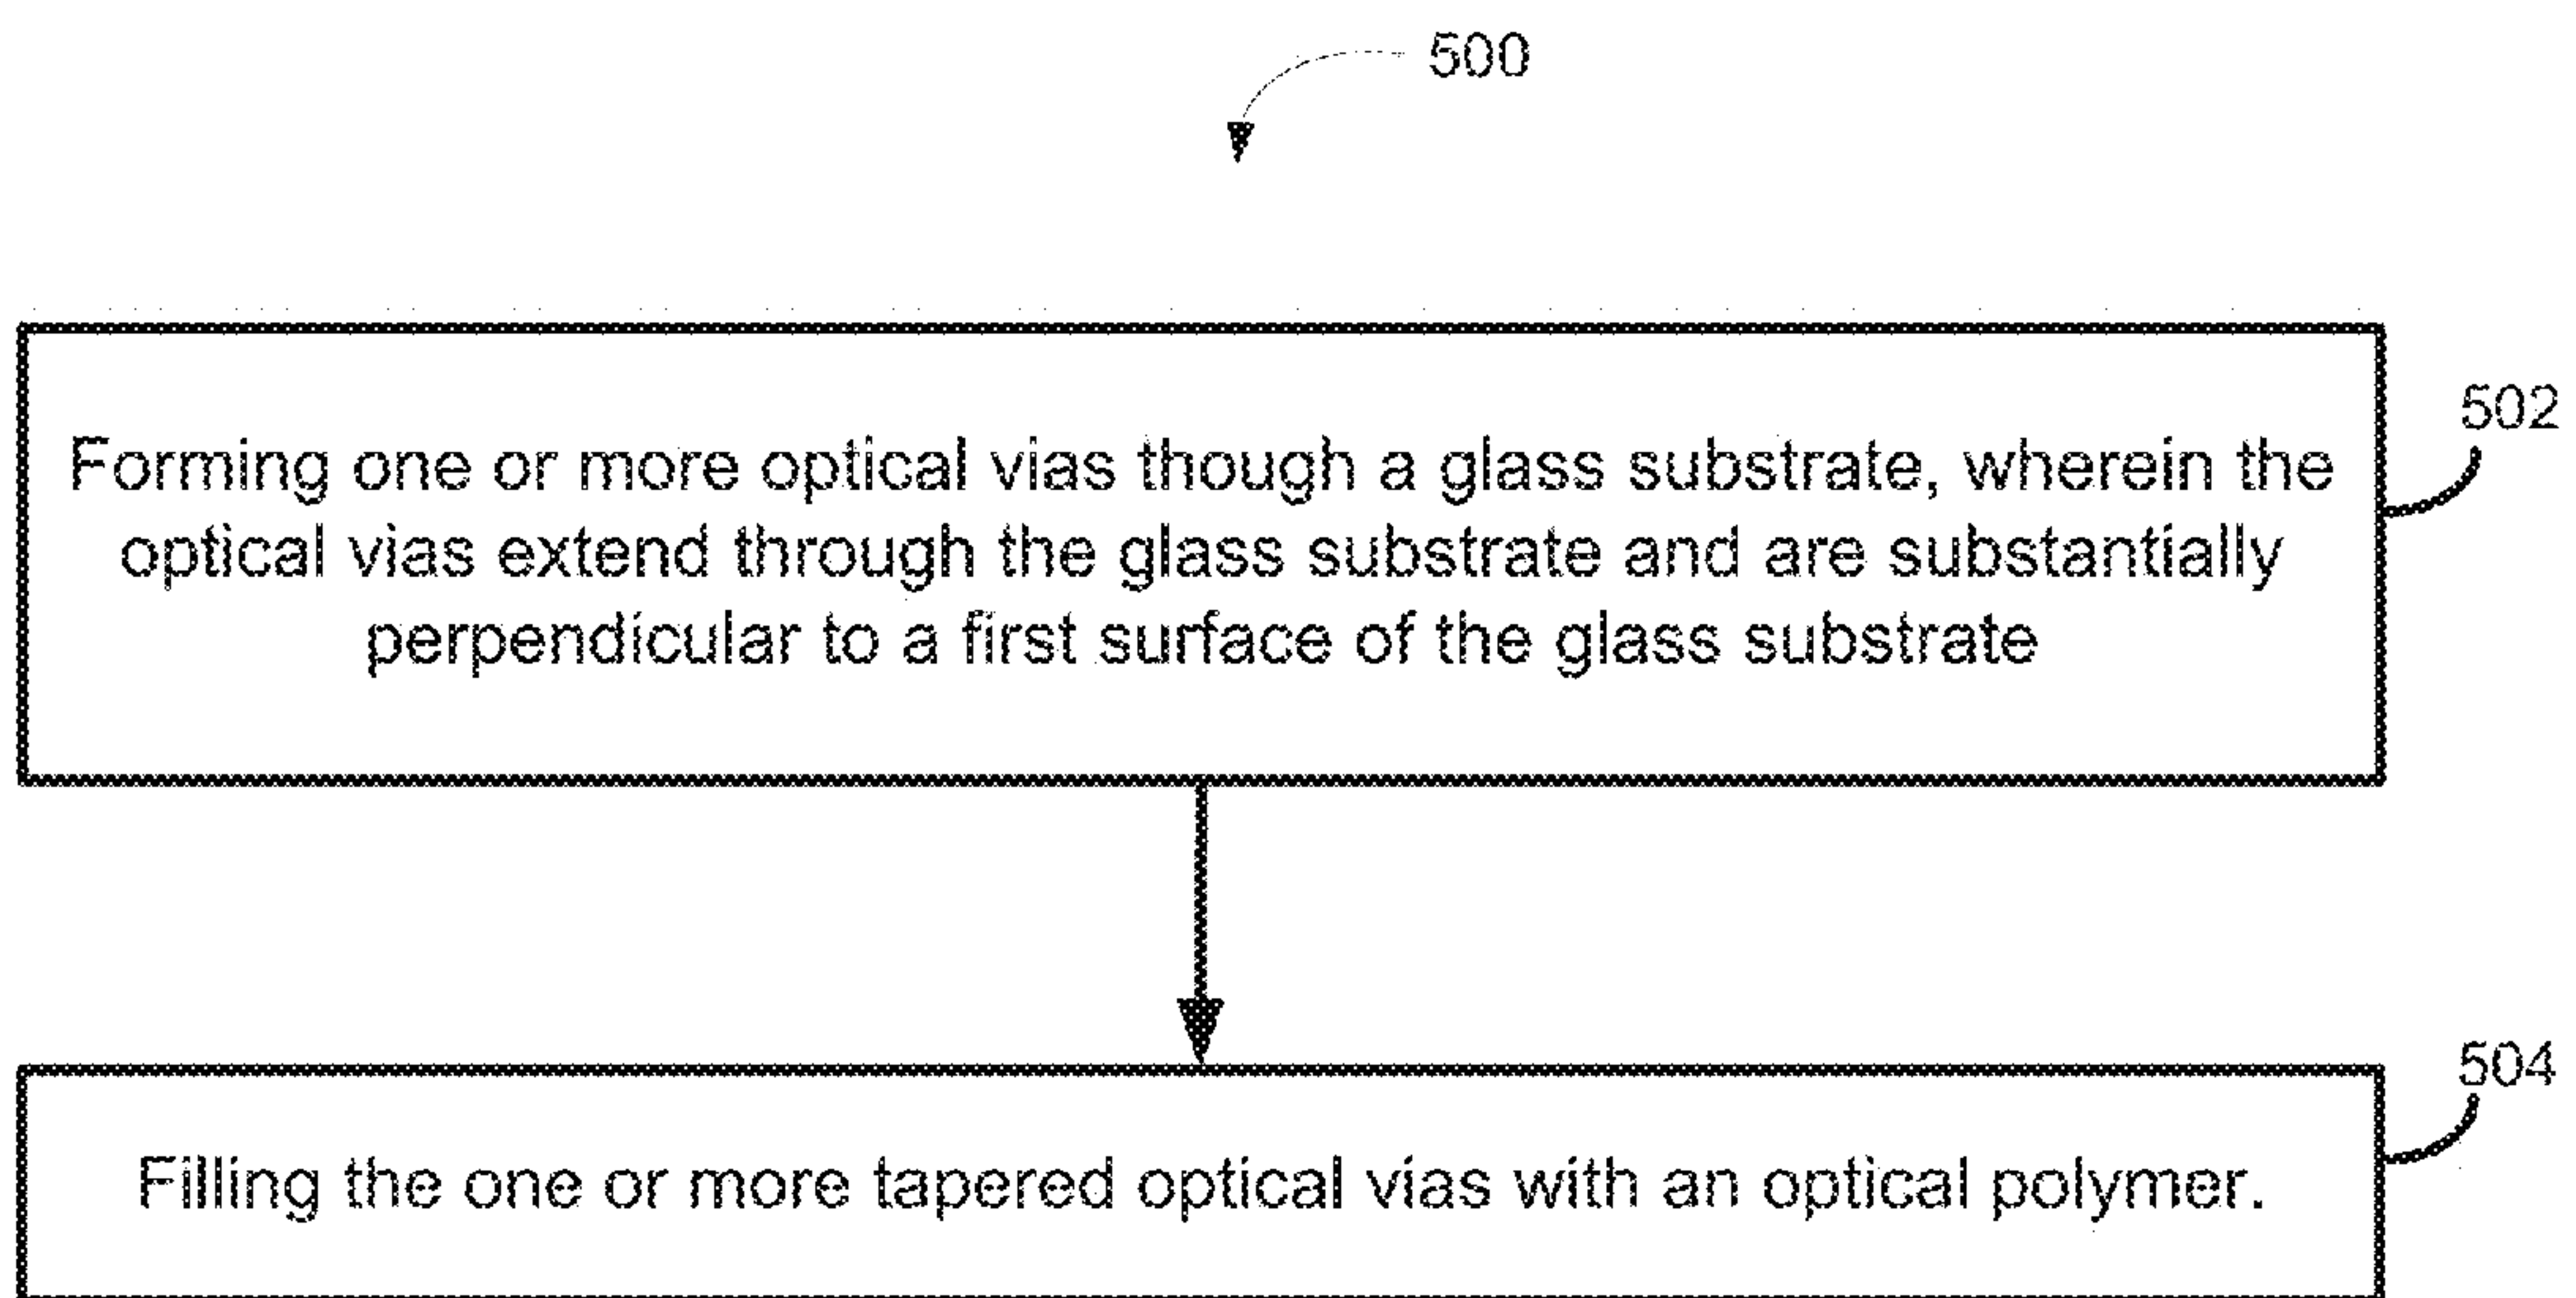 500
502
Forming one or more optical vias though a glass substrate, wherein the
optical vias extend through the glass substrate and are substantially
perpendicular to a first surface of the glass substrate
504
Filling the one or more tapered optical vias with an optical polymer.